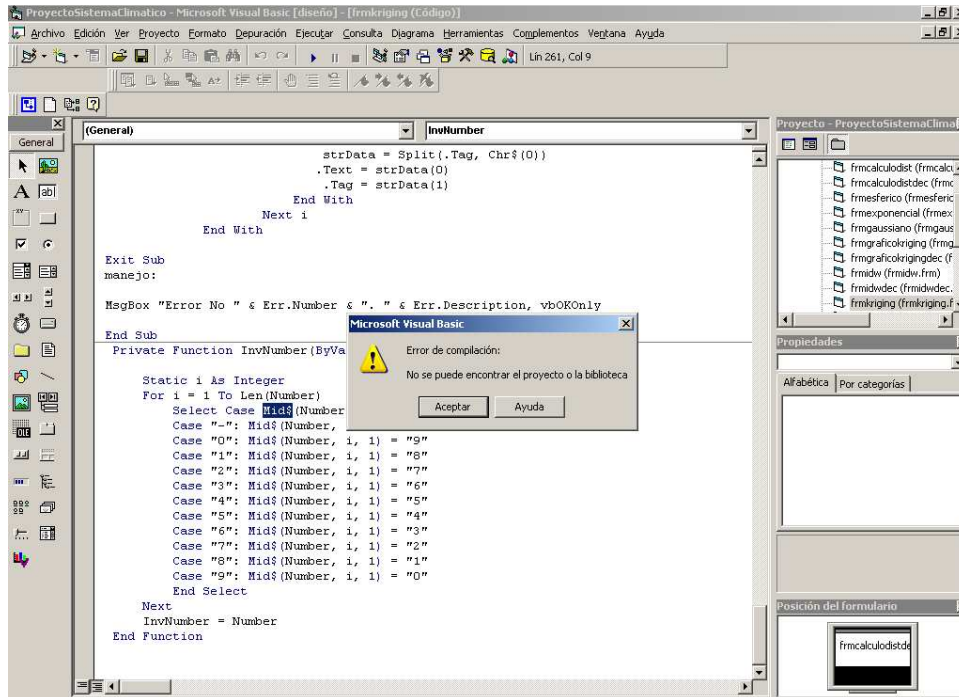 ProyectoSistemaClimatico - Microsoft Visual Basic [diseño] - [frmkriging (Código)]
Archivo Edición Ver Proyecto Formato Depuración Ejecutar Consulta Diagrama Herramientas Complementos Ventana Ayuda
Lín 261, Col 9
General
(General)
InvNumber
strData = Split(.Tag, Chr$(0))
.Text = strData(0)
.Tag = strData(1)
End With
Next i
End With
Exit Sub
manejo:
MsgBox "Error No " & Err.Number & ". " & Err.Description, vbOKOnly
End Sub
Private Function InvNumber(ByVa
Static i As Integer
For i = 1 To Len(Number)
Select Case Mid$(Number
Case "-": Mid$(Number,
Case "0": Mid$(Number, i, 1) = "9"
Case "1": Mid$(Number, i, 1) = "8"
Case "2": Mid$(Number, i, 1) = "7"
Case "3": Mid$(Number, i, 1) = "6"
Case "4": Mid$(Number, i, 1) = "5"
Case "5": Mid$(Number, i, 1) = "4"
Case "6": Mid$(Number, i, 1) = "3"
Case "7": Mid$(Number, i, 1) = "2"
Case "8": Mid$(Number, i, 1) = "1"
Case "9": Mid$(Number, i, 1) = "0"
End Select
Next
InvNumber = Number
End Function
Microsoft Visual Basic
Error de compilación:
No se puede encontrar el proyecto o la biblioteca
Aceptar Ayuda
Proyecto - ProyectoSistemaClima
frmcalculodist (frmcalcu
frmcalculodistdec (frmc
frmesferico (frmesferic
frmexponencial (frmex
frmgaussiano (frmgaus
frmgraficokriging (frmg
frmgraficokrigingdec (f
frmidw (frmidw.frm)
frmidwdec (frmidwdec.
frmkriging (frmkriging.f
Propiedades
Alfabética Por categorías
Posición del formulario
frmcalculodistde